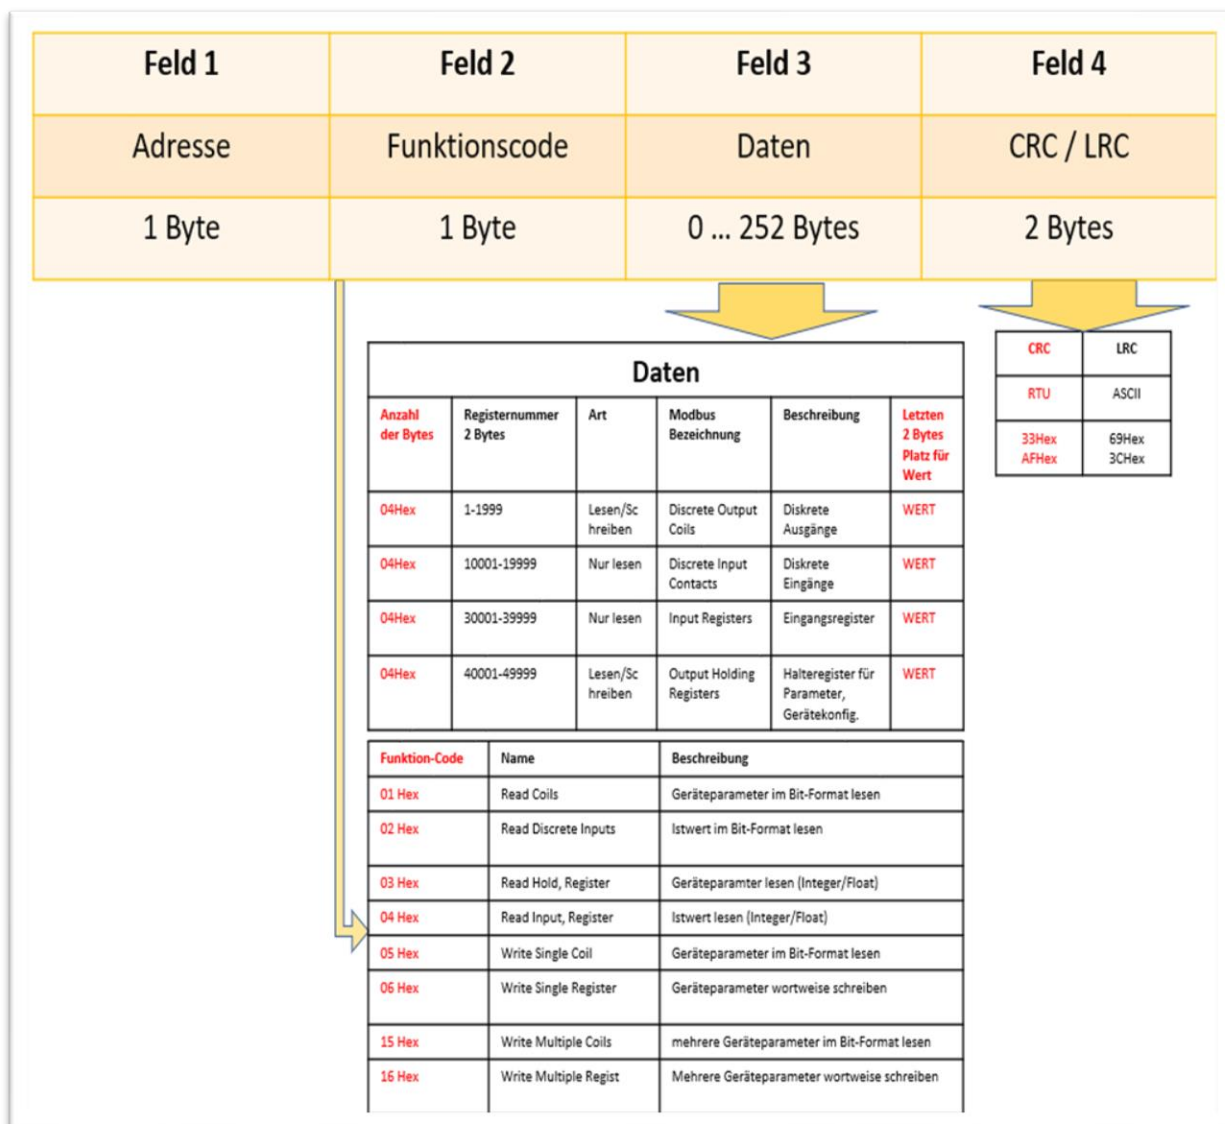 Feld 1 Feld 2 Feld 3 Feld 4
Adresse Funktionscode Daten CRC / LRC
1 Byte 1 Byte 0 ... 252 Bytes 2 Bytes
CRC LRC
RTU ASCII
33Hex 69Hex
AFHex 3CHex
Daten
Anzahl Registernummer Art Modbus Beschreibung Letzten
der Bytes 2 Bytes Bezeichnung 2 Bytes
Platz für
Wert
04Hex 1-1999 Lesen/Sc Discrete Output Diskrete WERT
hreiben Coils Ausgänge
04Hex 10001-19999 Nur lesen Discrete Input Diskrete WERT
Contacts Eingänge
04Hex 30001-39999 Nur lesen Input Registers Eingangsregister WERT
04Hex 40001-49999 Lesen/Sc Output Holding Halteregister für WERT
hreiben Registers Parameter,
Gerätekonfig.
Funktion-Code Name Beschreibung
01 Hex Read Coils Geräteparameter im Bit-Format lesen
02 Hex Read Discrete Inputs Istwert im Bit-Format lesen
03 Hex Read Hold, Register Geräteparamter lesen (Integer/Float)
04 Hex Read Input, Register Istwert lesen (Integer/Float)
05 Hex Write Single Coil Geräteparameter im Bit-Format lesen
06 Hex Write Single Register Geräteparameter wortweise schreiben
15 Hex Write Multiple Coils mehrere Geräteparameter im Bit-Format lesen
16 Hex Write Multiple Regist Mehrere Geräteparameter wortweise schreiben